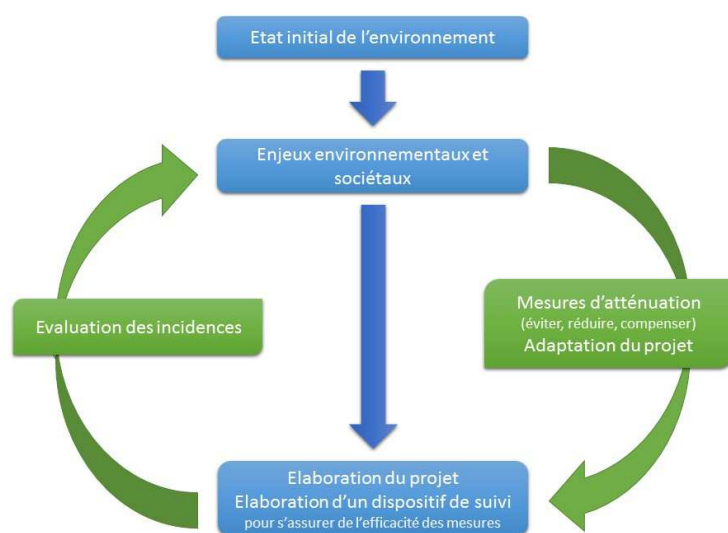 Etat initial de l'environnement
Enjeux environnementaux et
sociétaux
Evaluation des incidences
Mesures d'atténuation
(éviter, réduire, compenser)
Adaptation du projet
Elaboration du projet
Elaboration d'un dispositif de suivi
pour s'assurer de l'efficacité des mesures